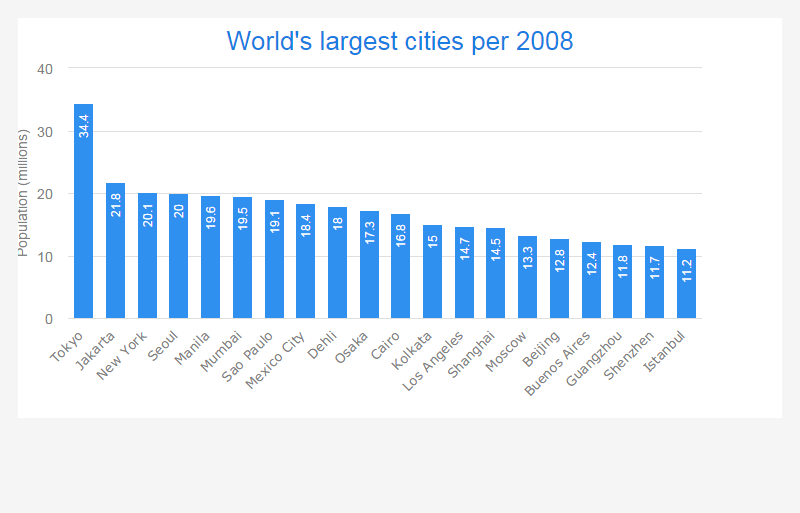 World's largest cities per 2008
Population (millions)
40
30
20
10
0
34.4
21.8
20.1
20
19.6
19.5
19.1
18.4
18
17.3
16.8
15
14.7
14.5
13.3
12.8
12.4
11.8
11.7
11.2
Tokyo
Jakarta
New York
Seoul
Manila
Mumbai
Sao Paulo
Mexico City
Dehli
Osaka
Cairo
Kolkata
Los Angeles
Shanghai
Moscow
Beijing
Buenos Aires
Guangzhou
Shenzhen
Istanbul